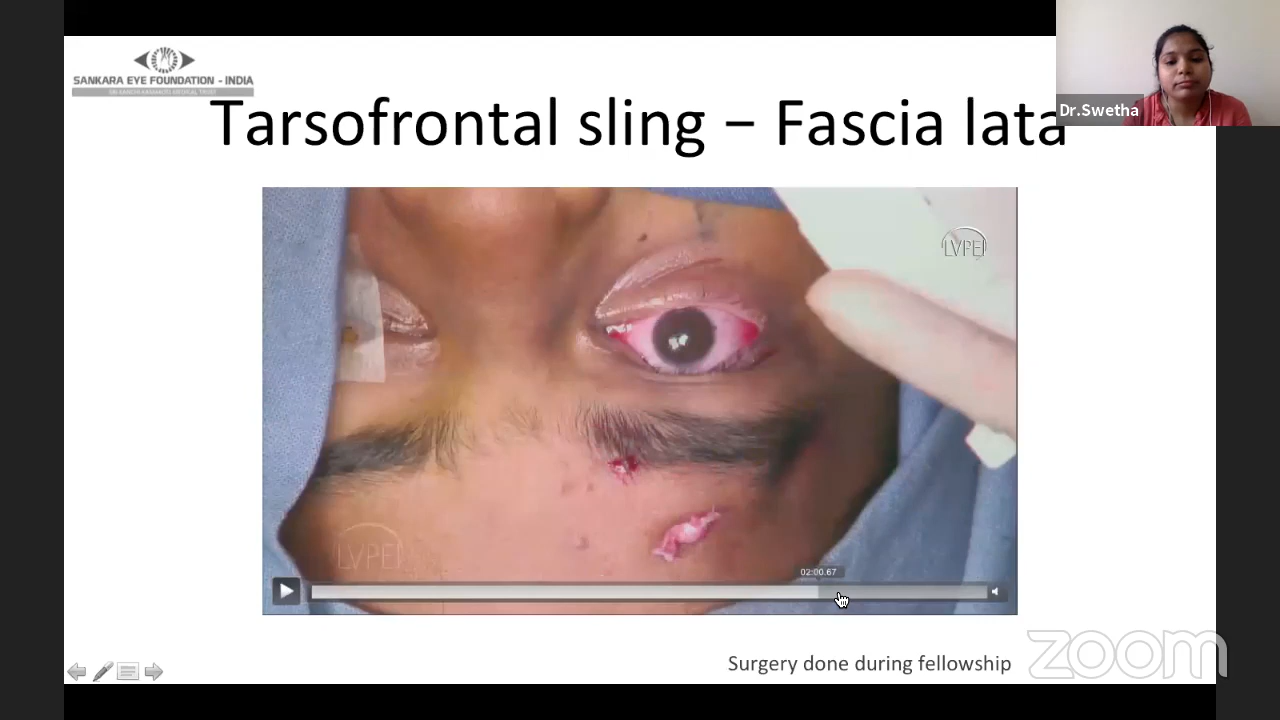 SANKARA EYE FOUNDATION - INDIA
Tarsofrontal sling – Fascia lata
Dr.Swetha
LVPEI
LVPEI
02:00.67
Surgery done during fellowship
zoom